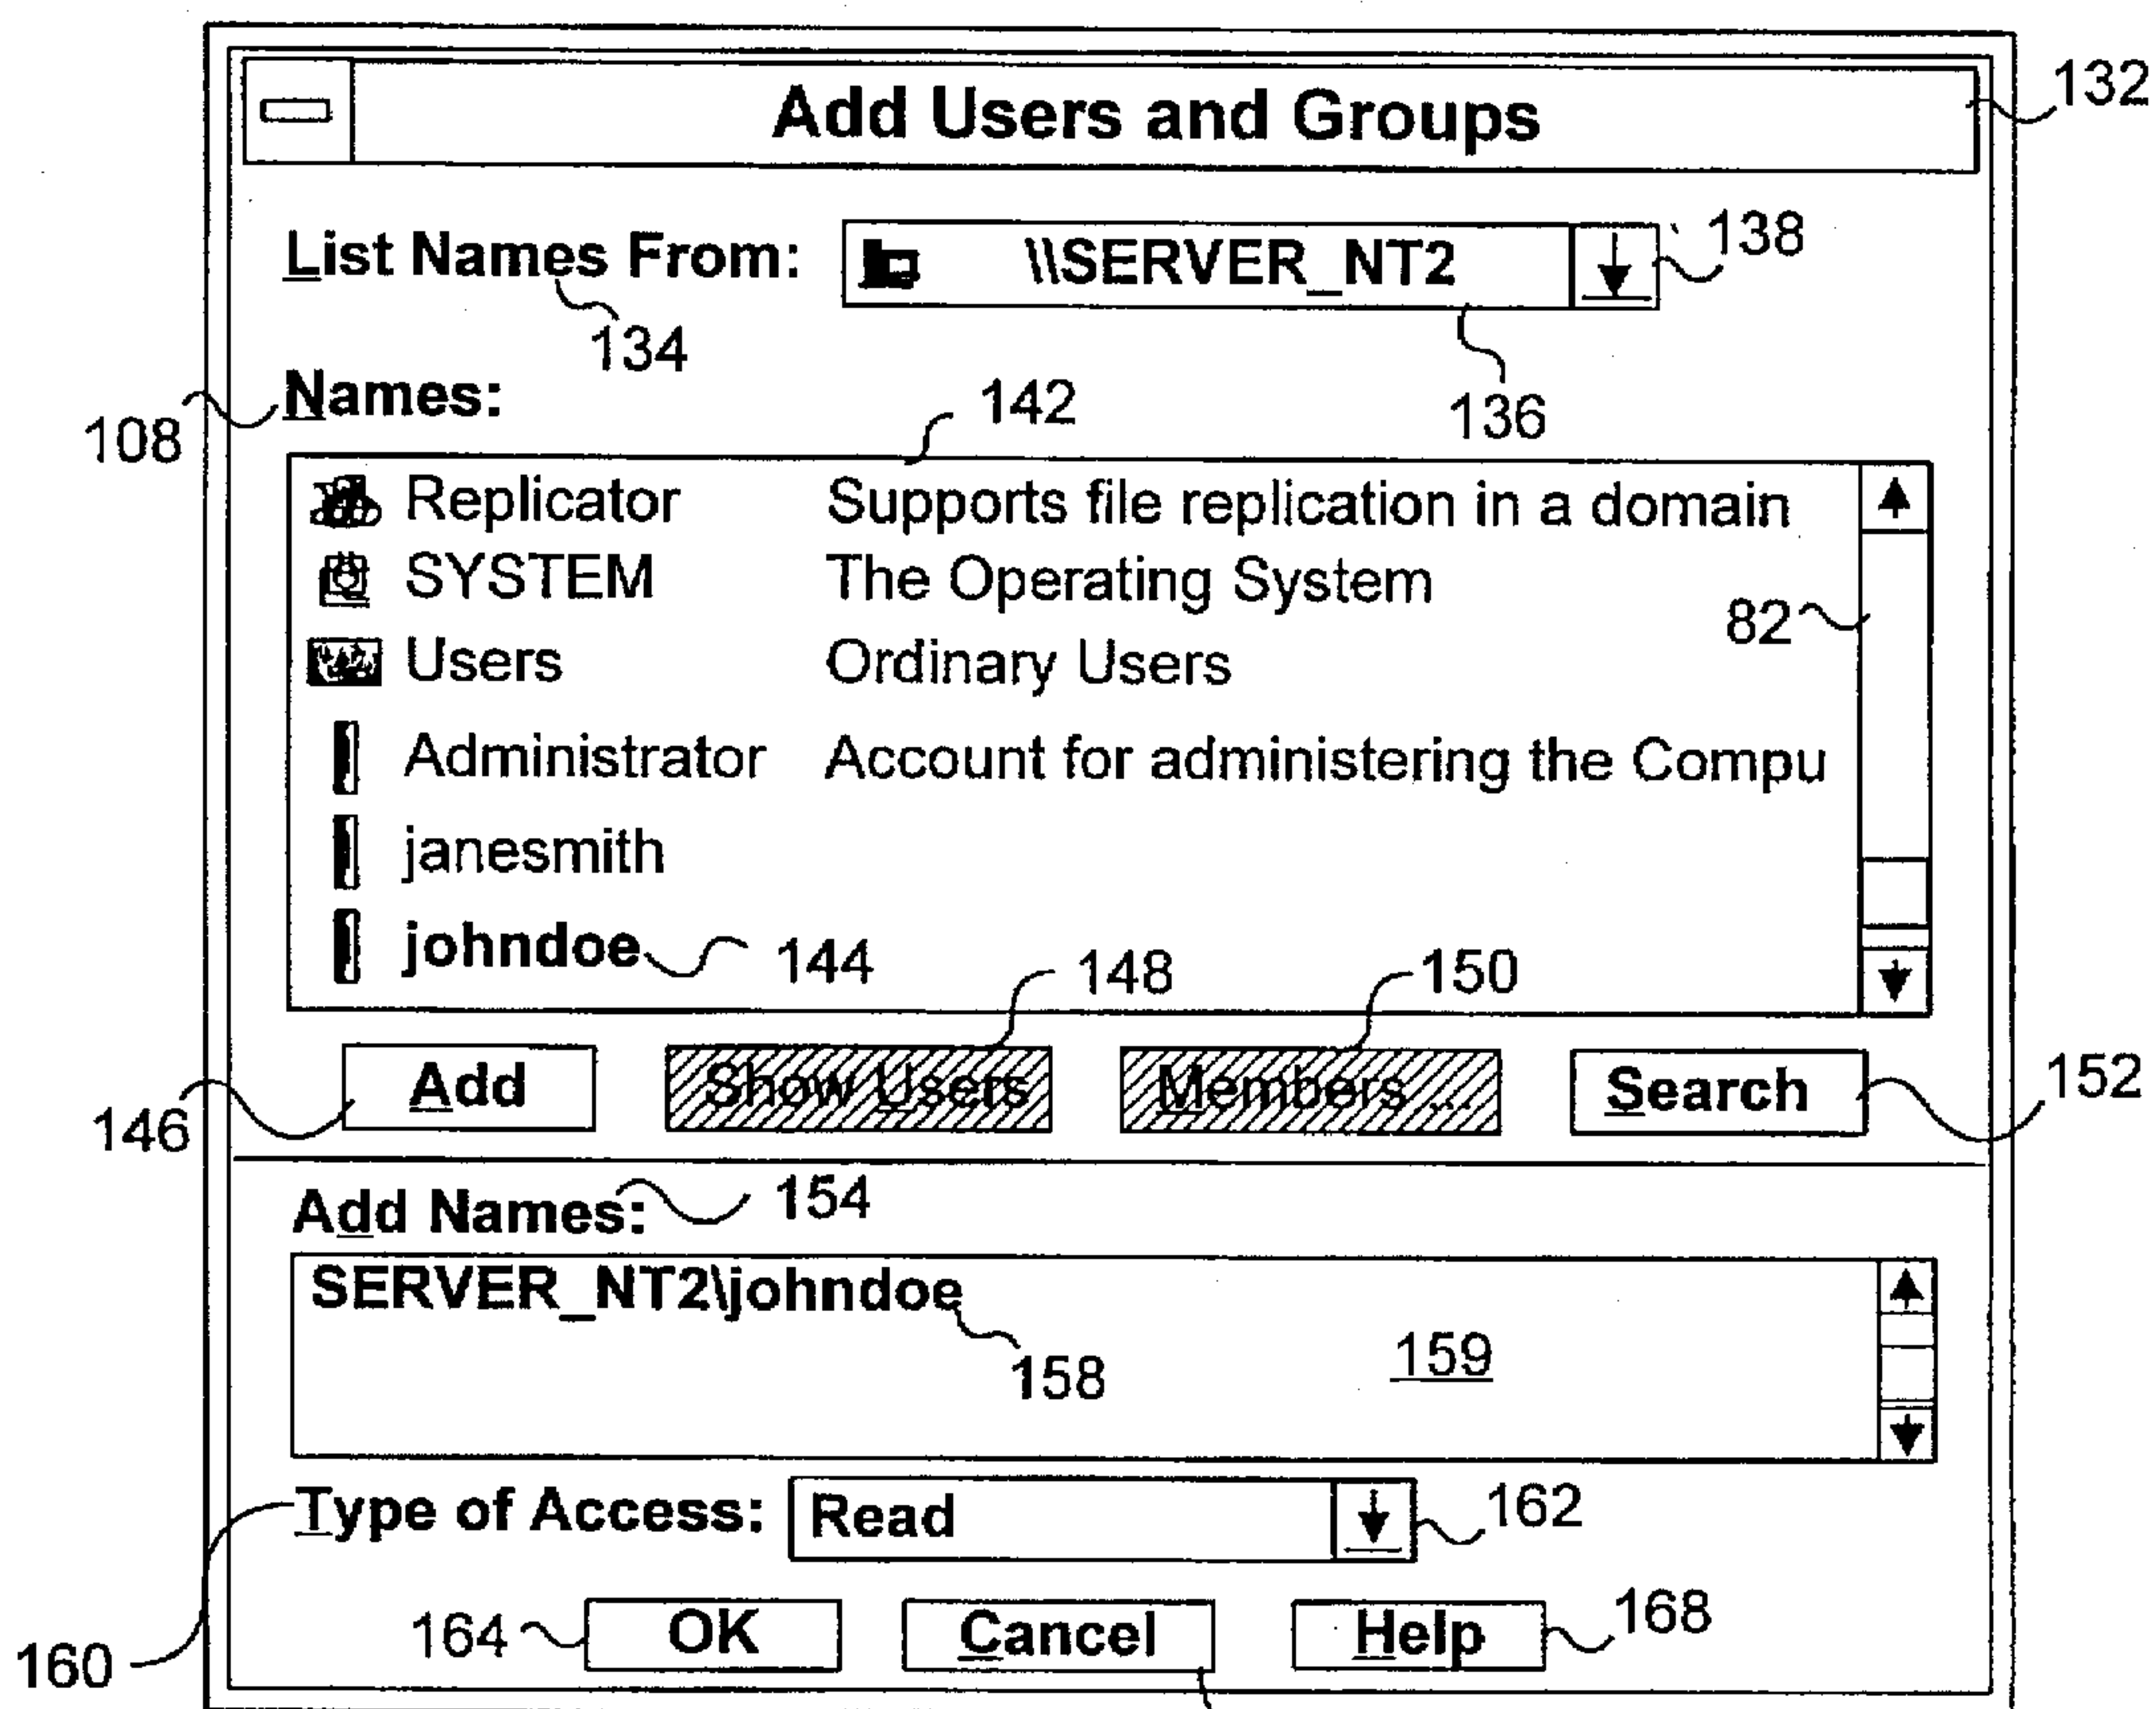 Add Users and Groups 132
List Names From: \\SERVER_NT2 138
134
136
Names: 142
108
Replicator Supports file replication in a domain
SYSTEM The Operating System
82
Users Ordinary Users
Administrator Account for administering the Compu
janesmith
johndoe 144 148 150
Add Show Users Members ... Search 152
146
Add Names: 154
SERVER_NT2\johndoe
158 159
Type of Access: Read 162
160 164 OK Cancel Help 168